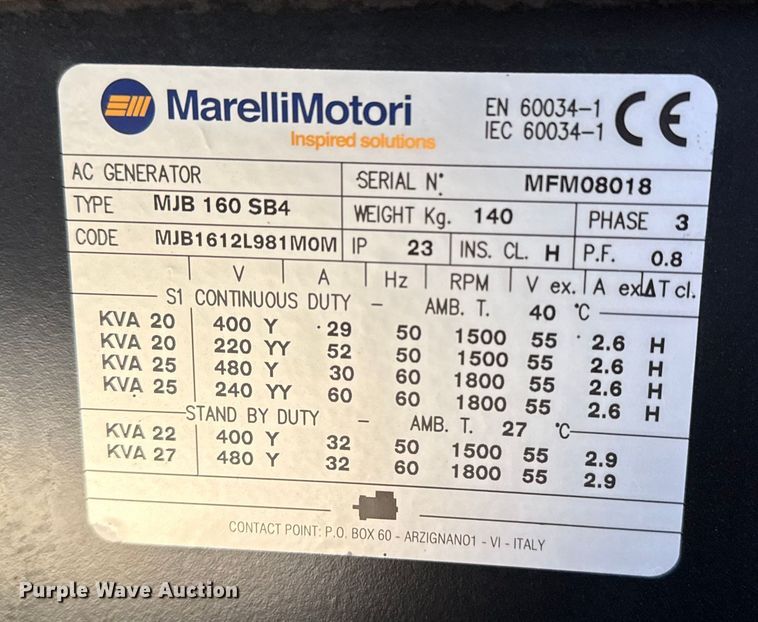 MarelliMotori
Inspired solutions
EN 60034-1
IEC 60034-1
CE
AC GENERATOR SERIAL N° MFM08018
TYPE MJB 160 SB4 WEIGHT Kg. 140 PHASE 3
CODE MJB1612L981MOM IP 23 INS. CL. H P.F. 0.8
V A Hz RPM V ex. A ex ΔT cl.
S1 CONTINUOUS DUTY - AMB. T. 40 °C
KVA 20 400 Y 29 50 1500 55 2.6 H
KVA 20 220 YY 52 50 1500 55 2.6 H
KVA 25 480 Y 30 60 1800 55 2.6 H
KVA 25 240 YY 60 60 1800 55 2.6 H
STAND BY DUTY - AMB. T. 27 °C
KVA 22 400 Y 32 50 1500 55 2.9
KVA 27 480 Y 32 60 1800 55 2.9
CONTACT POINT: P.O. BOX 60 - ARZIGNANO1 - VI - ITALY
Purple Wave Auction